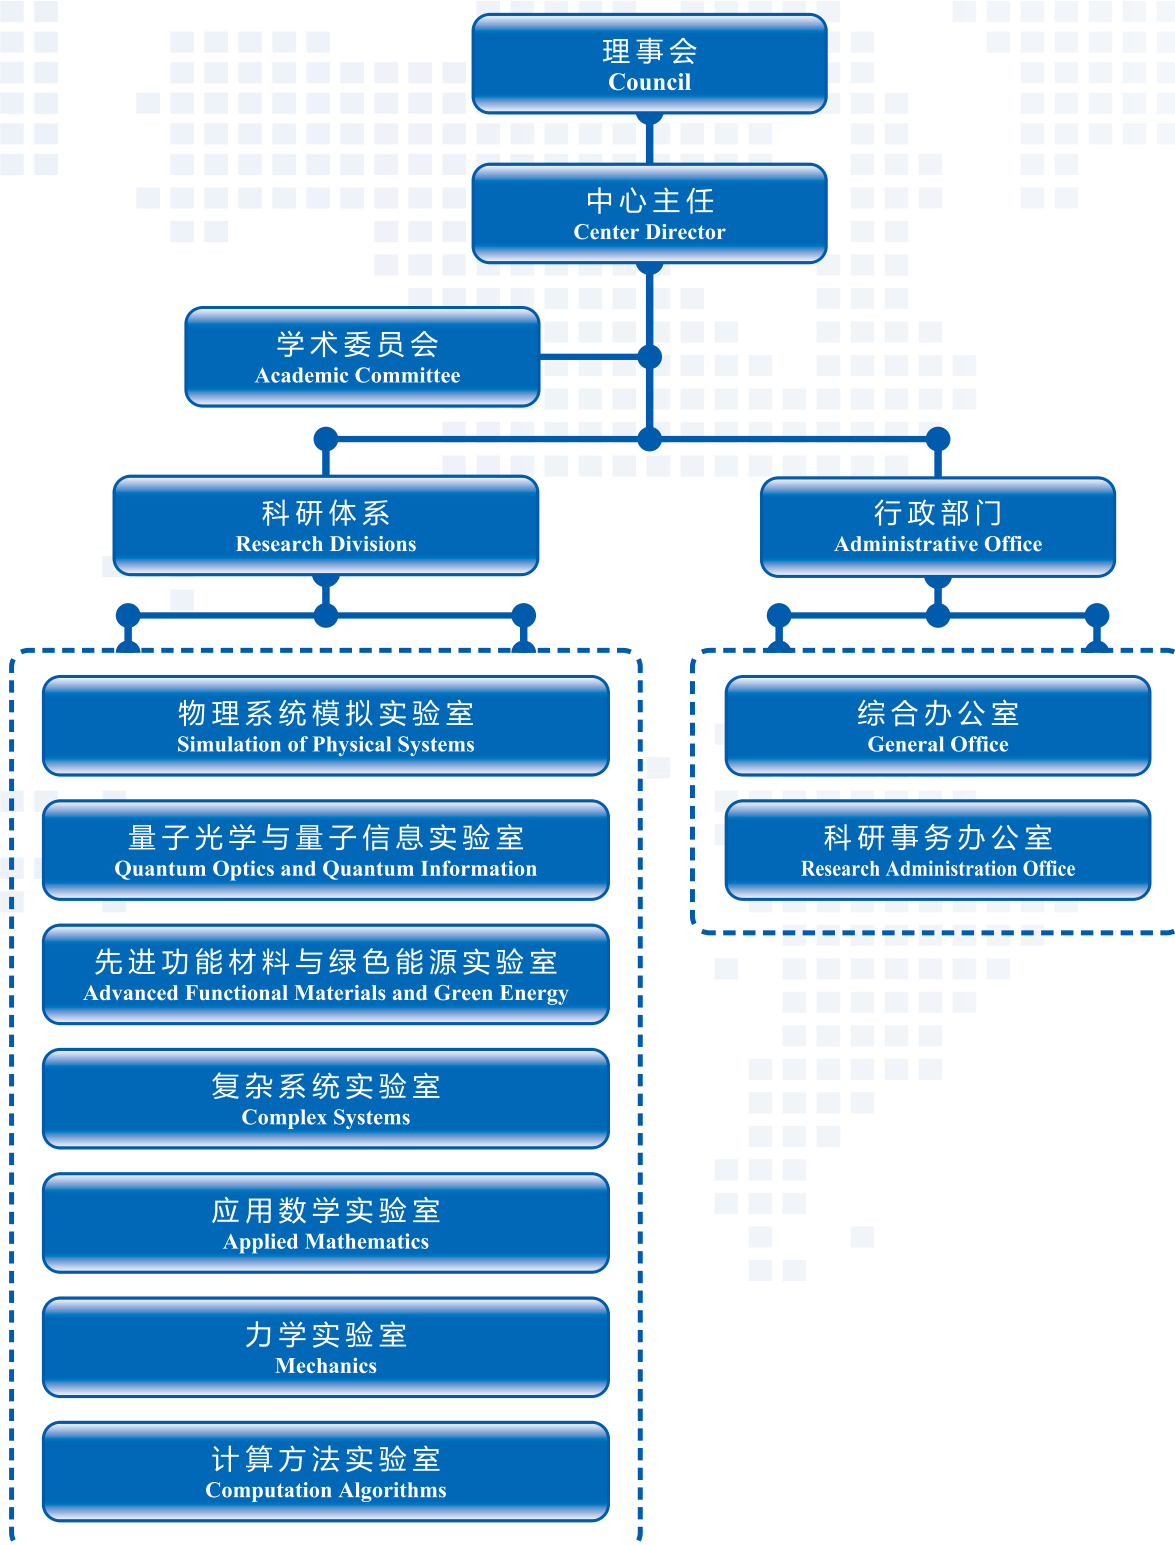 理事会
Council
中心主任
Center Director
学术委员会
Academic Committee
科研体系
Research Divisions
行政部门
Administrative Office
物理系统模拟实验室
Simulation of Physical Systems
量子光学与量子信息实验室
Quantum Optics and Quantum Information
先进功能材料与绿色能源实验室
Advanced Functional Materials and Green Energy
复杂系统实验室
Complex Systems
应用数学实验室
Applied Mathematics
力学实验室
Mechanics
计算方法实验室
Computation Algorithms
综合办公室
General Office
科研事务办公室
Research Administration Office